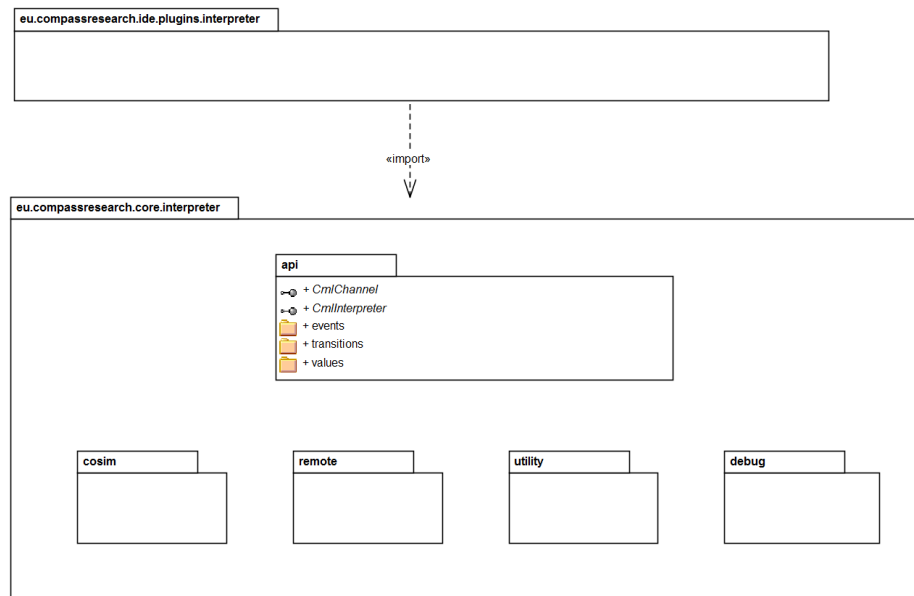 eu.compassresearch.ide.plugins.interpreter
«import»
eu.compassresearch.core.interpreter
api
+ CmlChannel
+ CmlInterpreter
+ events
+ transitions
+ values
cosim
remote
utility
debug